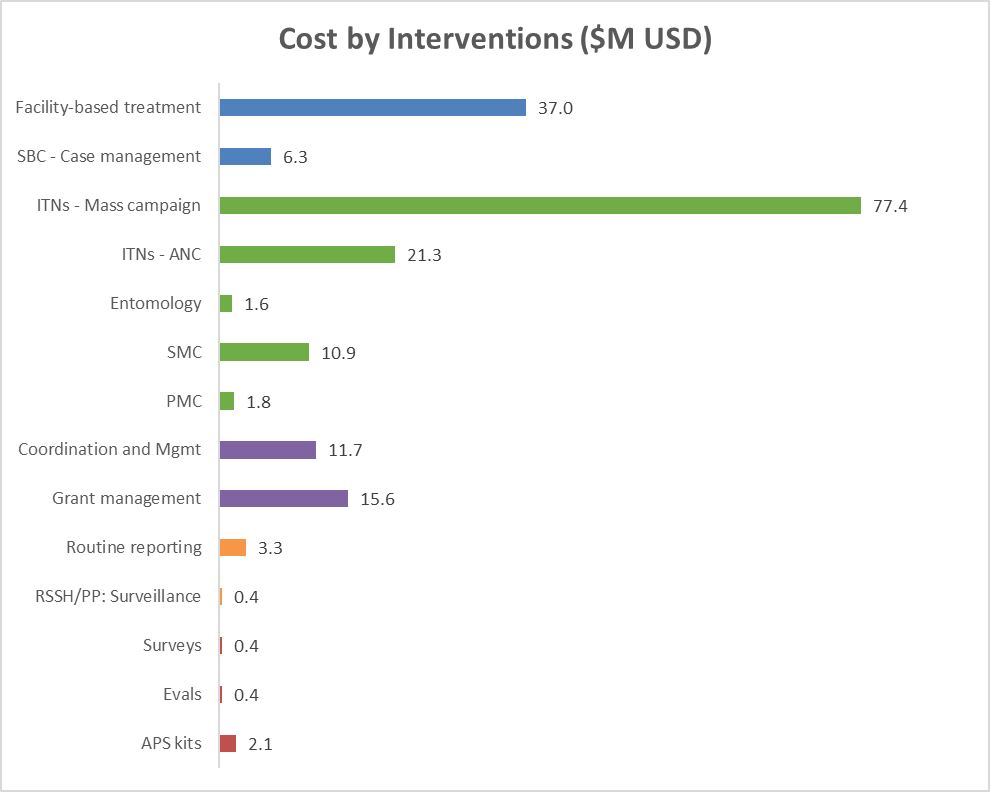 Cost by Interventions ($M USD)
Facility-based treatment 37.0
SBC - Case management 6.3
ITNs - Mass campaign 77.4
ITNs - ANC 21.3
Entomology 1.6
SMC 10.9
PMC 1.8
Coordination and Mgmt 11.7
Grant management 15.6
Routine reporting 3.3
RSSH/PP: Surveillance 0.4
Surveys 0.4
Evals 0.4
APS kits 2.1